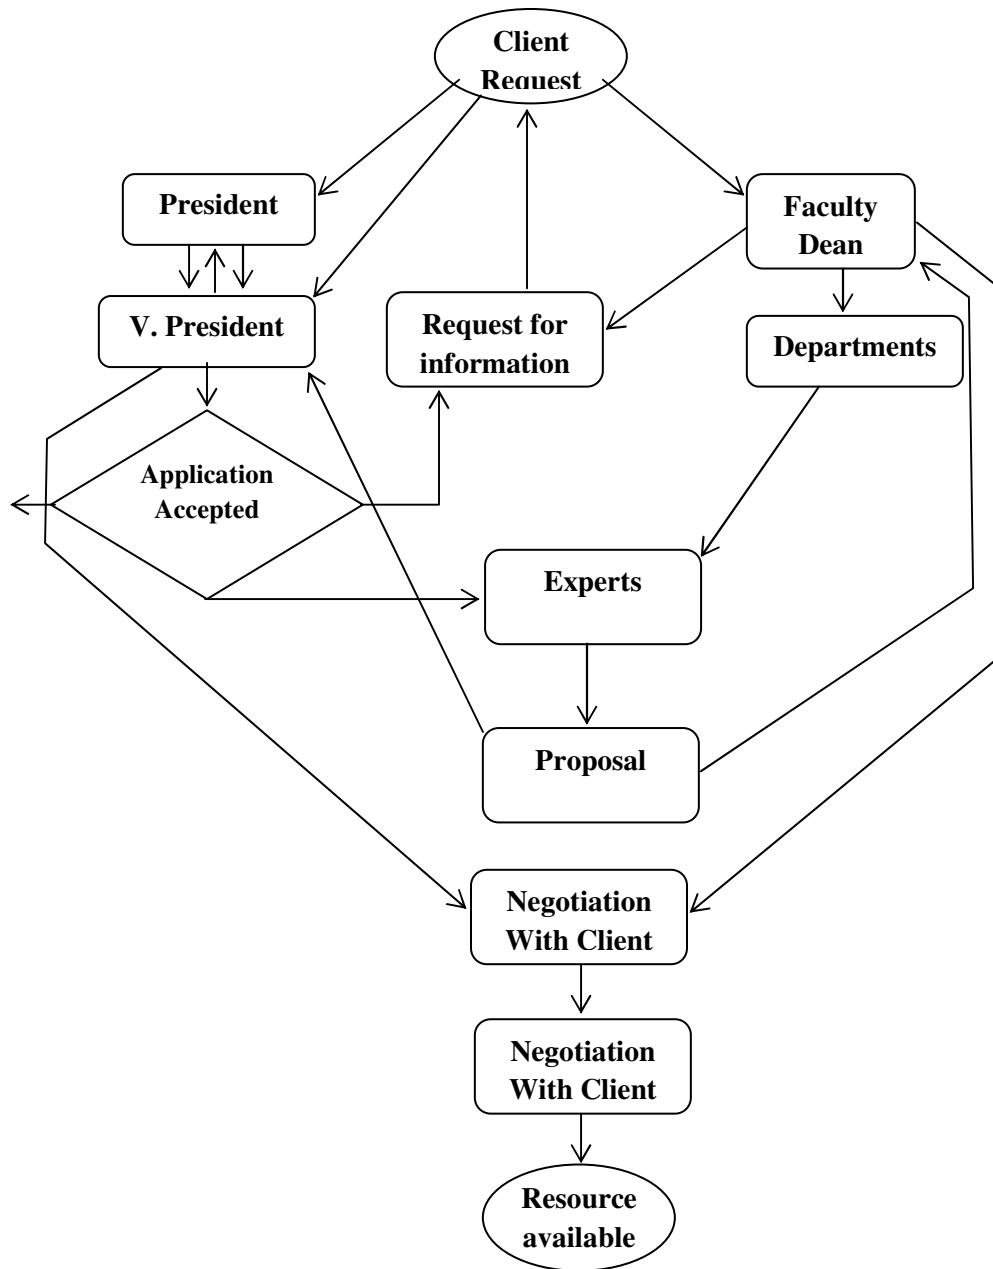 Client
Request
President
Faculty
Dean
V. President
Request for
information
Departments
Application
Accepted
Experts
Proposal
Negotiation
With Client
Negotiation
With Client
Resource
available